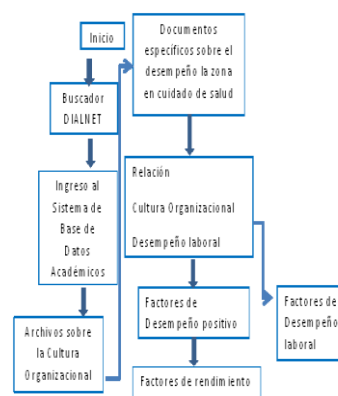 Inicio
Buscador
DIALNET
Ingreso al
Sistema de
Base de
Datos
Académicos
Archivos sobre
la Cultura
Organizacional
Documentos
específicos sobre el
desempeño la zona
en cuidado de salud
Relación
Cultura Organizacional
Desempeño laboral
Factores de
Desempeño positivo
Factores de rendimiento
Factores de
Desempeño
laboral